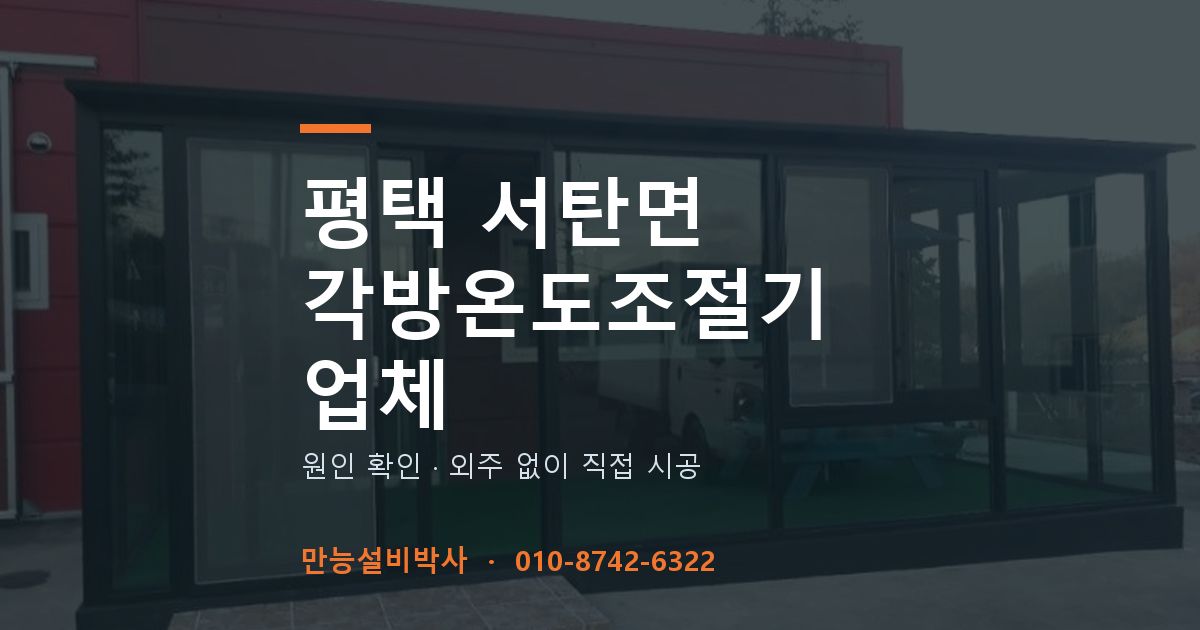 평택 서탄면
각방온도조절기
업체
원인 확인 · 외주 없이 직접 시공
만능설비박사 · 010-8742-6322